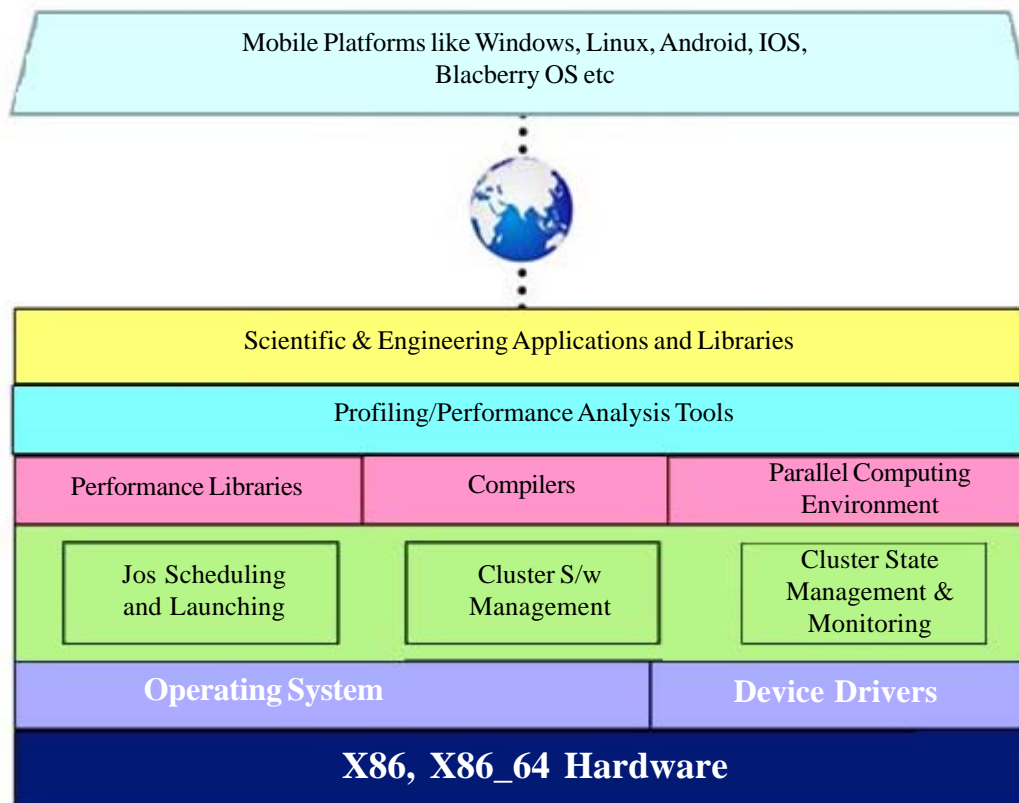 Mobile Platforms like Windows, Linux, Android, IOS,
Blacberry OS etc
Scientific & Engineering Applications and Libraries
Profiling/Performance Analysis Tools
Performance Libraries
Compilers
Parallel Computing
Environment
Jos Scheduling
and Launching
Cluster S/w
Management
Cluster State
Management &
Monitoring
Operating System
Device Drivers
X86, X86_64 Hardware